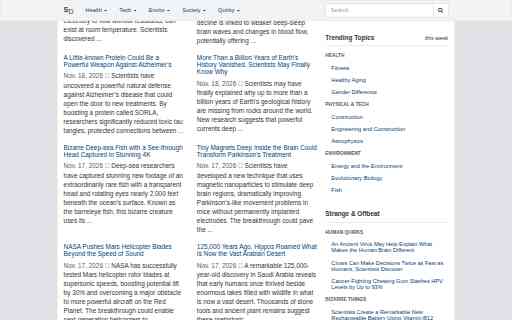 SD Health Tech Enviro Society Quirky Search
exist at room temperature. Scientists
discovered ...
decline is linked to weaker deep-sleep
brain waves and changes in blood flow,
potentially offering ...
A Little-known Protein Could Be a
Powerful Weapon Against Alzheimer's
Nov. 18, 2026 Scientists have
uncovered a powerful natural defense
against Alzheimer's disease that could
open the door to new treatments. By
boosting a protein called SORLA,
researchers significantly reduced toxic tau
tangles, protected connections between ...
More Than a Billion Years of Earth's
History Vanished. Scientists May Finally
Know Why
Nov. 18, 2026 Scientists may have
finally explained why up to more than a
billion years of Earth's geological history
are missing from rocks around the world.
New research suggests that powerful
currents deep ...
Bizarre Deep-sea Fish with a See-through
Head Captured in Stunning 4K
Nov. 17, 2026 Deep-sea researchers
have captured stunning new footage of an
extraordinarily rare fish with a transparent
head and rotating eyes nearly 2,000 feet
beneath the ocean's surface. Known as
the barreleye fish, this bizarre creature
uses its ...
Tiny Magnets Deep Inside the Brain Could
Transform Parkinson's Treatment
Nov. 17, 2026 Scientists have
developed a new technique that uses
magnetic nanoparticles to stimulate deep
brain regions, dramatically improving
Parkinson's-like movement problems in
mice without permanently implanted
electrodes. The breakthrough could pave
the ...
NASA Pushes Mars Helicopter Blades
Beyond the Speed of Sound
Nov. 17, 2026 NASA has successfully
tested Mars helicopter rotor blades at
supersonic speeds, boosting potential lift
by 30% and overcoming a major obstacle
to more powerful aircraft on the Red
Planet. The breakthrough could enable
125,000 Years Ago, Hippos Roamed What
is Now the Vast Arabian Desert
Nov. 17, 2026 A remarkable 125,000-
year-old discovery in Saudi Arabia reveals
that early humans once thrived beside
enormous lakes filled with wildlife in what
is now a vast desert. Thousands of stone
tools and ancient plant remains suggest
Trending Topics this week
HEALTH
Fitness
Healthy Aging
Gender Difference
PHYSICAL & TECH
Construction
Engineering and Construction
Astrophysics
ENVIRONMENT
Energy and the Environment
Evolutionary Biology
Fish
Strange & Offbeat
HUMAN QUIRKS
An Ancient Virus May Help Explain What
Makes the Human Brain Different
Crises Can Make Decisions Twice as Fast as
Humans, Scientists Discover
Cancer-Fighting Chewing Gum Slashes HPV
Levels by Up to 93%
BIZARRE THINGS
Scientists Create a Remarkable New
Rechargeable Battery Using Vitamin B12